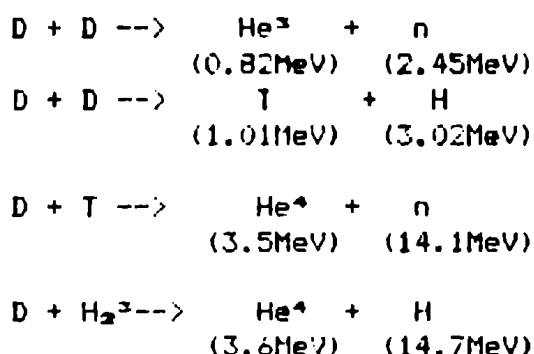 D + D --> He³ + n
(0.82MeV) (2.45MeV)
D + D --> T + H
(1.01MeV) (3.02MeV)
D + T --> He⁴ + n
(3.5MeV) (14.1MeV)
D + H₂³--> He⁴ + H
(3.6MeV) (14.7MeV)